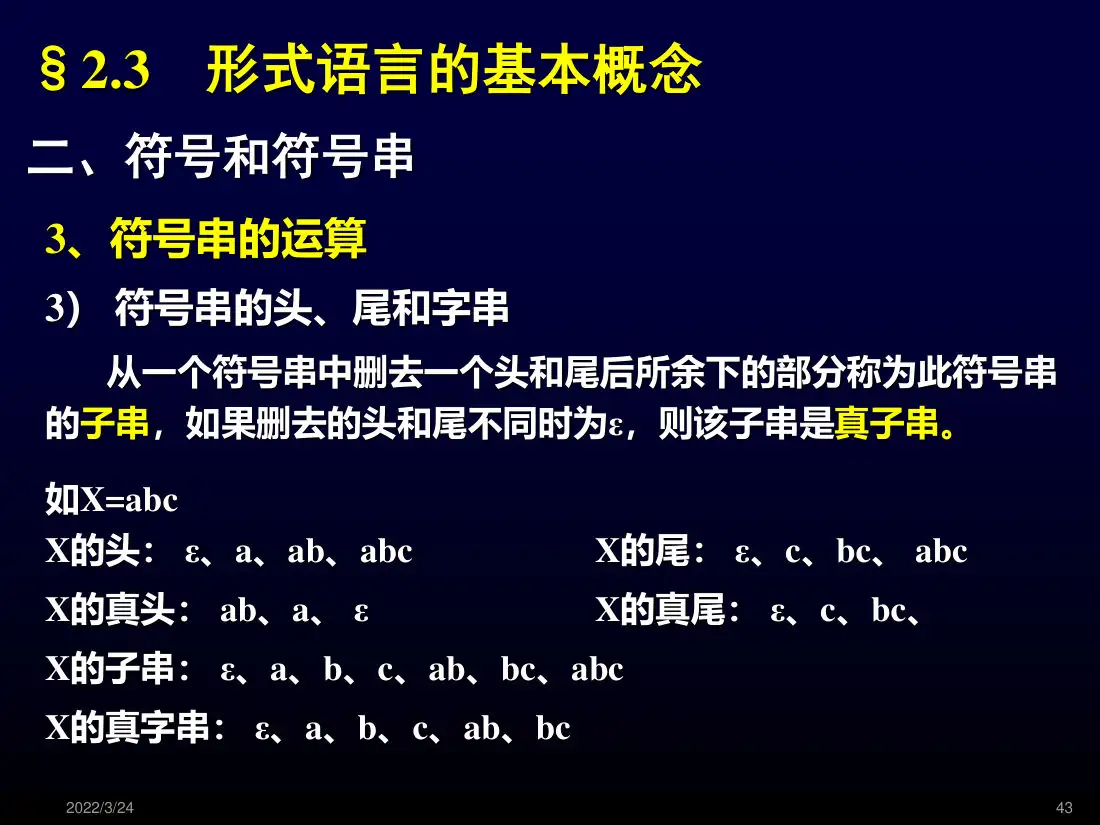 §2.3 形式语言的基本概念
二、符号和符号串
3、符号串的运算
3） 符号串的头、尾和字串
从一个符号串中删去一个头和尾后所余下的部分称为此符号串
的子串，如果删去的头和尾不同时为ε，则该子串是真子串。
如X=abc
X的头： ε、a、ab、abc X的尾： ε、c、bc、 abc
X的真头： ab、a、 ε X的真尾： ε、c、bc、
X的子串： ε、a、b、c、ab、bc、abc
X的真字串： ε、a、b、c、ab、bc
2022/3/24 43